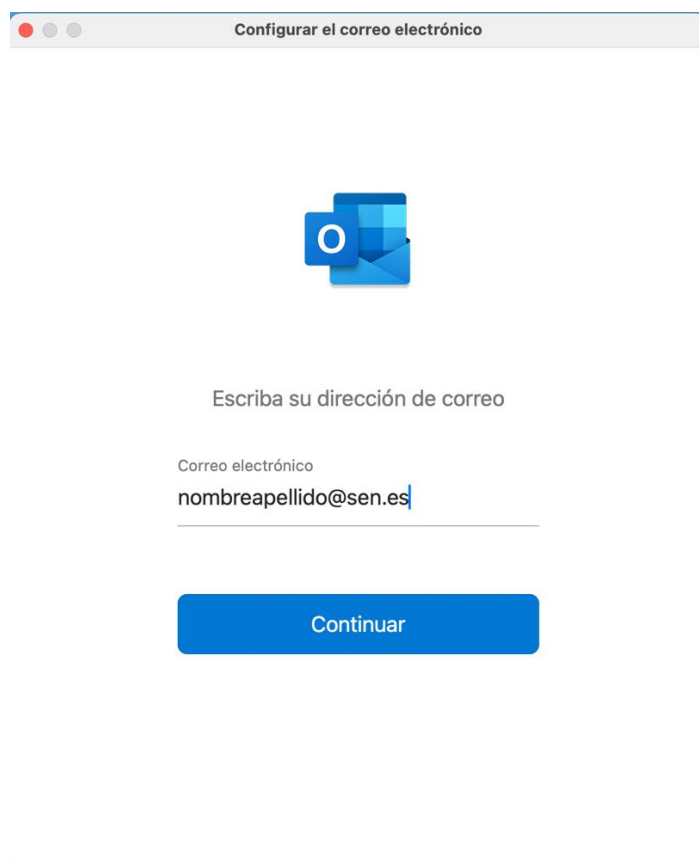 Configurar el correo electrónico
O
Escriba su dirección de correo
Correo electrónico
nombreapellido@sen.es
Continuar